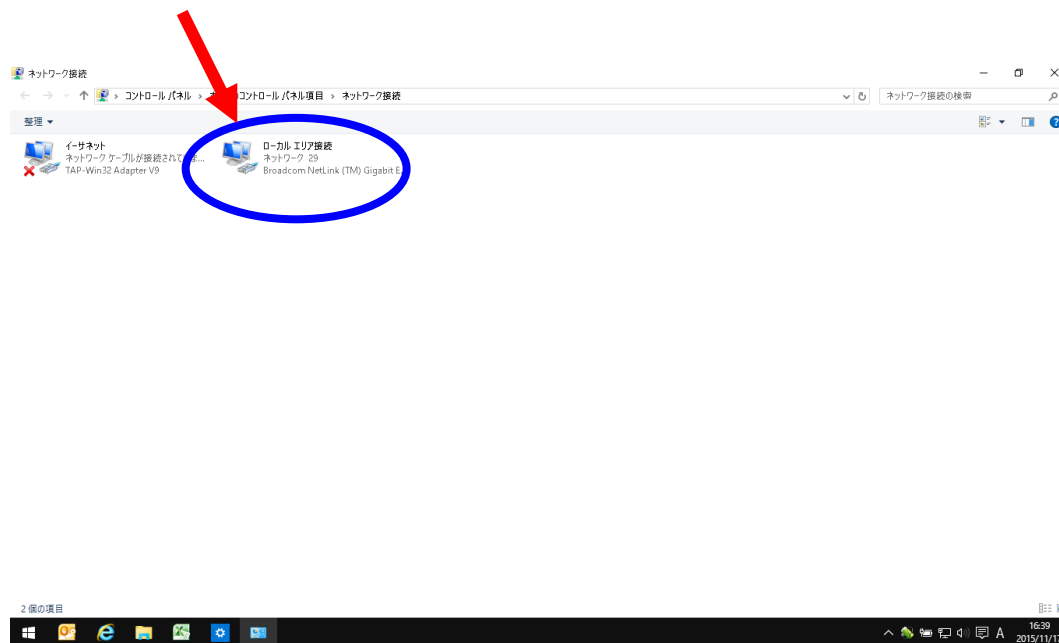 ネットワーク接続
コントロール パネル › コントロール パネル項目 › ネットワーク接続
ネットワーク接続の検索
整理
イーサネット
ネットワーク ケーブルが接続されて
TAP-Win32 Adapter V9
ローカル エリア接続
ネットワーク 29
Broadcom NetLink (TM) Gigabit E
2 個の項目
A
16:39